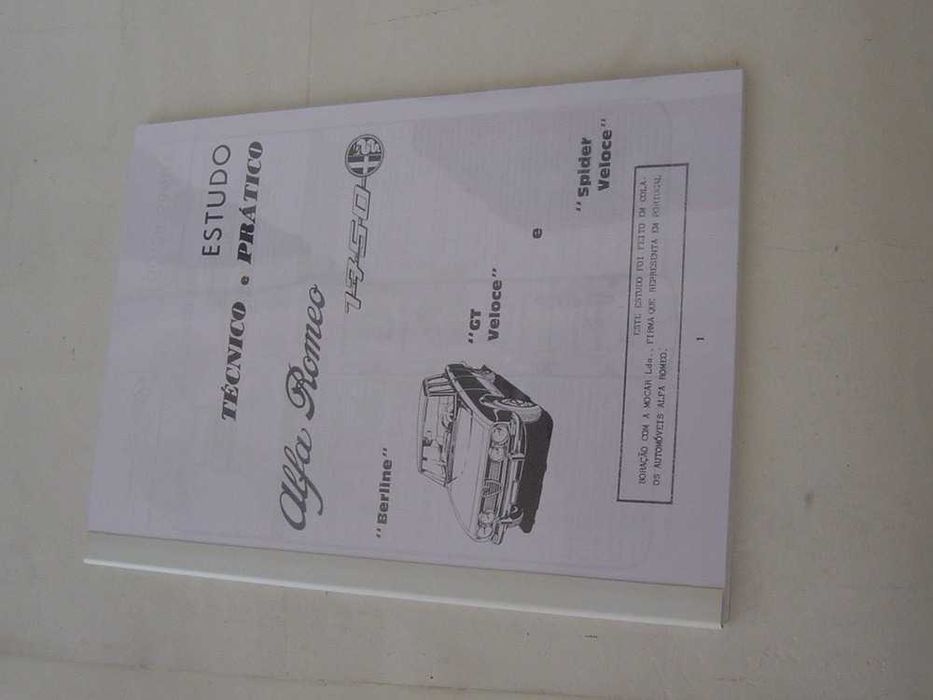 ESTUDO
TÉCNICO e PRÁTICO
Alfa Romeo 1750
"Berline"
"GT
Veloce"
e
"Spider
Veloce"
ESTE ESTUDO FOI FEITO EM COLA-
BORAÇÃO COM A MOCAR Lda., FIRMA QUE REPRESENTA EM PORTUGAL
OS AUTOMÓVEIS ALFA ROMEO.
1